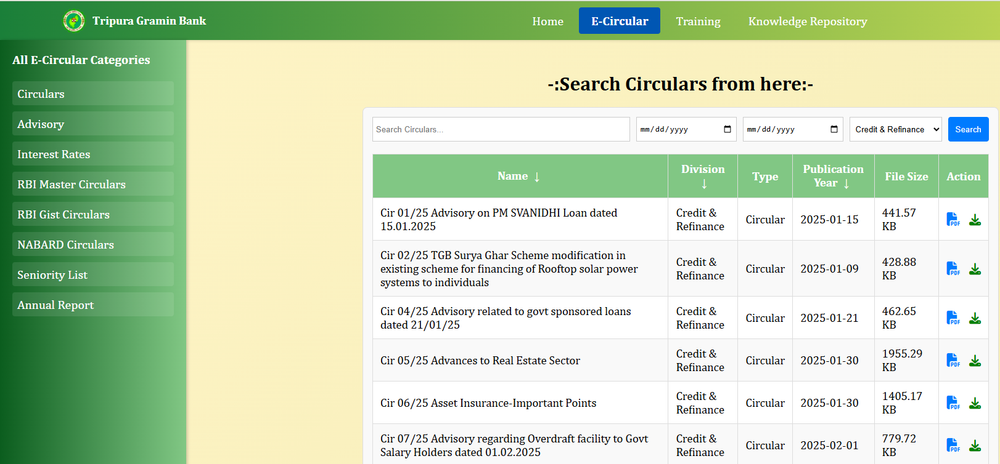 Tripura Gramin Bank
Home
E-Circular
Training
Knowledge Repository
All E-Circular Categories
Circulars
Advisory
Interest Rates
RBI Master Circulars
RBI Gist Circulars
NABARD Circulars
Seniority List
Annual Report
-:Search Circulars from here:-
Search Circulars...
mm/dd/yyyy
mm/dd/yyyy
Credit & Refinance
Search
Name ↓
Division ↓
Type
Publication
Year ↓
File Size
Action
Cir 01/25 Advisory on PM SVANIDHI Loan dated
15.01.2025
Credit &
Refinance
Circular
2025-01-15
441.57
KB
PDF
Cir 02/25 TGB Surya Ghar Scheme modification in
existing scheme for financing of Rooftop solar power
systems to individuals
Credit &
Refinance
Circular
2025-01-09
428.88
KB
PDF
Cir 04/25 Advisory related to govt sponsored loans
dated 21/01/25
Credit &
Refinance
Circular
2025-01-21
462.65
KB
PDF
Cir 05/25 Advances to Real Estate Sector
Credit &
Refinance
Circular
2025-01-30
1955.29
KB
PDF
Cir 06/25 Asset Insurance-Important Points
Credit &
Refinance
Circular
2025-01-30
1405.17
KB
PDF
Cir 07/25 Advisory regarding Overdraft facility to Govt
Salary Holders dated 01.02.2025
Credit &
Refinance
Circular
2025-02-01
779.72
KB
PDF